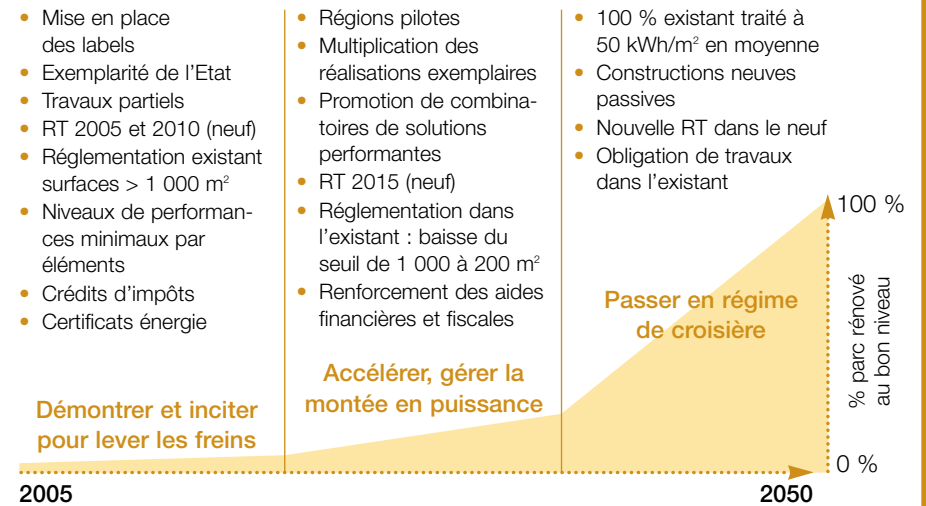 • Mise en place
des labels
• Exemplarité de l'Etat
• Travaux partiels
• RT 2005 et 2010 (neuf)
• Réglementation existant
surfaces > 1 000 m²
• Niveaux de performan-
ces minimaux par
éléments
• Crédits d'impôts
• Certificats énergie
Démontrer et inciter
pour lever les freins
• Régions pilotes
• Multiplication des
réalisations exemplaires
• Promotion de combina-
toires de solutions
performantes
• RT 2015 (neuf)
• Réglementation dans
l'existant : baisse du
seuil de 1 000 à 200 m²
• Renforcement des aides
financières et fiscales
Accélérer, gérer la
montée en puissance
• 100 % existant traité à
50 kWh/m² en moyenne
• Constructions neuves
passives
• Nouvelle RT dans le neuf
• Obligation de travaux
dans l'existant
Passer en régime
de croisière
100 %
% parc rénové
au bon niveau
0 %
2005
2050